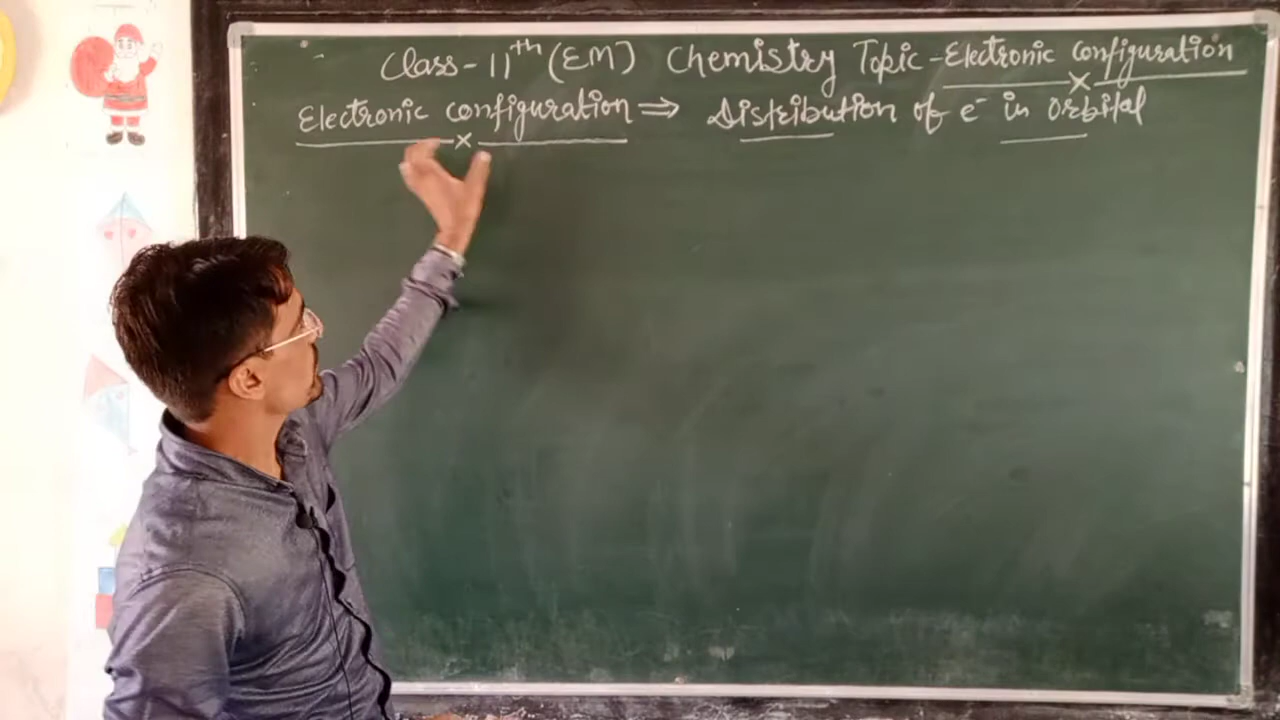 Class-11th (EM) Chemistry Topic-Electronic configuration
Electronic configuration ⇒ Distribution of e⁻ in orbital